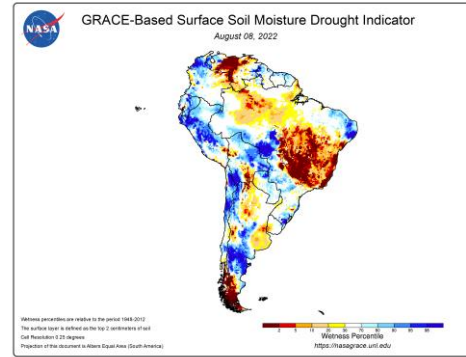 NASA
GRACE-Based Surface Soil Moisture Drought Indicator
August 08, 2022
Wetness percentiles are relative to the period 1948-2012
The surface layer is defined as the top 2 centimeters of soil
Cell Resolution 0.25 degrees
Projection of this document is Albers Equal Area (South America)
2 5 10 20 30 70 80 90 95 98
Wetness Percentile
https://nasagrace.unl.edu